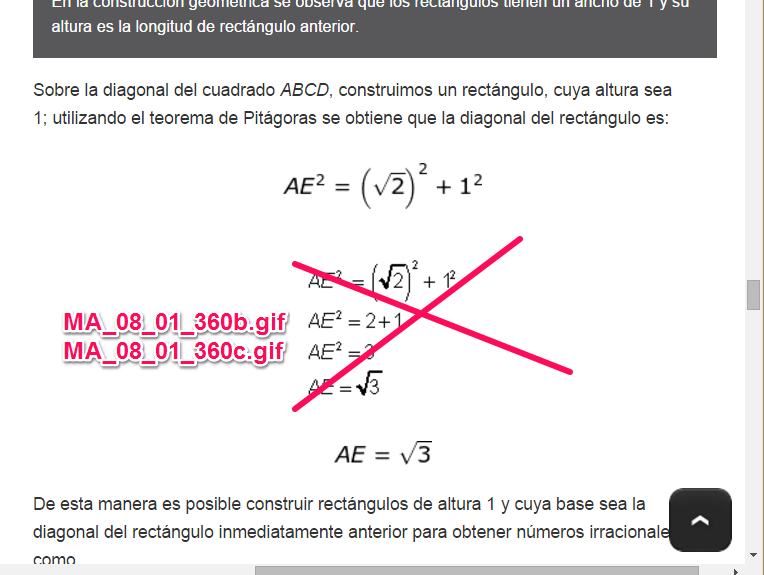 En la construcción geométrica se observa que los rectángulos tienen un ancho de 1 y su
altura es la longitud de rectángulo anterior.
Sobre la diagonal del cuadrado ABCD, construimos un rectángulo, cuya altura sea
1; utilizando el teorema de Pitágoras se obtiene que la diagonal del rectángulo es:
AE² = (√2)² + 1²
AE² = (√2)² + 1²
MA_08_01_360b.gif AE² = 2+1
MA_08_01_360c.gif AE² = 3
AE = √3
AE = √3
De esta manera es posible construir rectángulos de altura 1 y cuya base sea la
diagonal del rectángulo inmediatamente anterior para obtener números irracionale
como